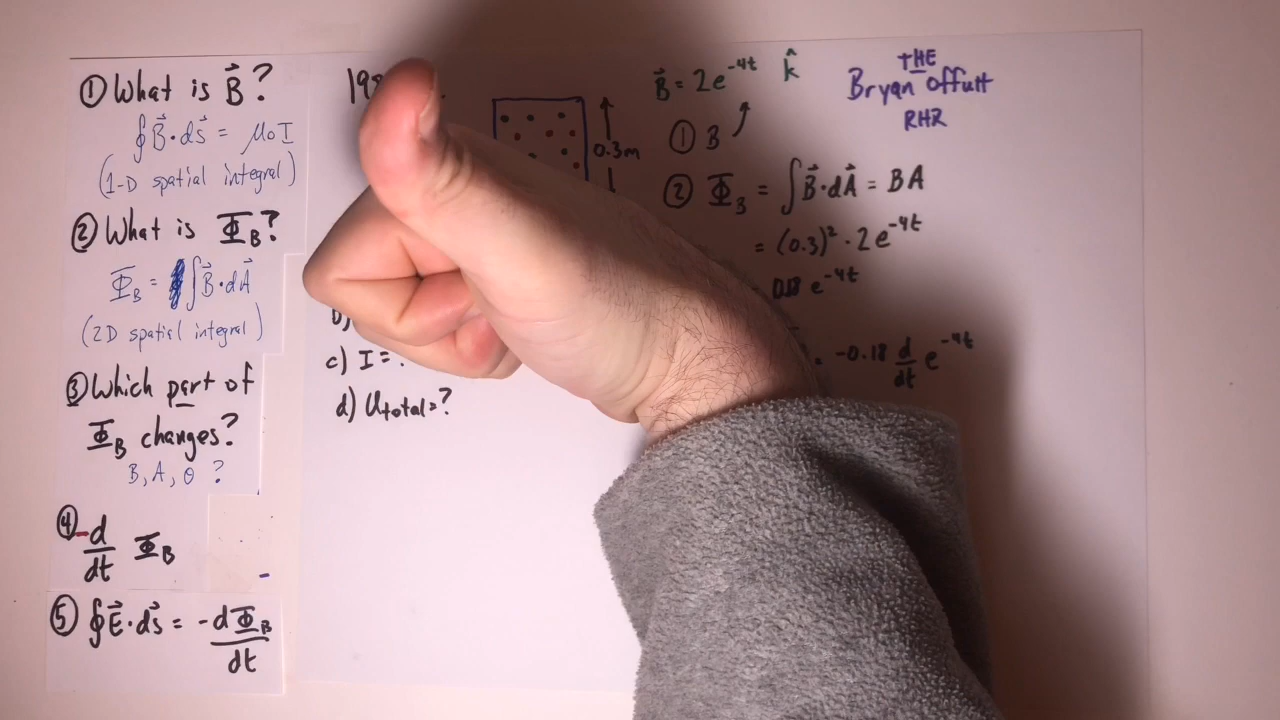 ① What is B⃗ ?
∮B⃗·ds⃗ = μ₀I
(1-D spatial integral)
② What is Φ_B?
Φ_B = ∫B⃗·dA⃗
(2D spatial integral)
③ Which part of
Φ_B changes?
B, A, θ ?
④ -d/dt Φ_B
⑤ ∮E⃗·ds⃗ = -dΦ_B/dt
0.3m
c) I = ?
d) U_total = ?
B⃗ = 2e^-4t k̂
① B
② Φ_B = ∫B⃗·dA⃗ = BA
= (0.3)² · 2e^-4t
0.18 e^-4t
= -0.18 d/dt e^-4t
tHE
Bryan Offutt
RHR